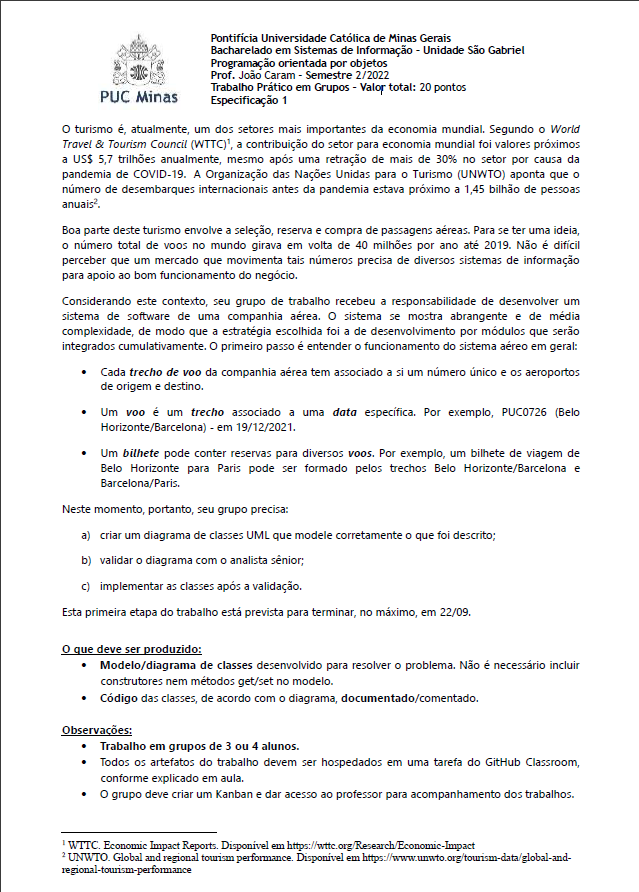 PUC Minas
Pontifícia Universidade Católica de Minas Gerais
Bacharelado em Sistemas de Informação – Unidade São Gabriel
Programação orientada por objetos
Prof. João Caram – Semestre 2/2022
Trabalho Prático em Grupos – Valor total: 20 pontos
Especificação 1
O turismo é, atualmente, um dos setores mais importantes da economia mundial. Segundo o World
Travel & Tourism Council (WTTC)¹, a contribuição do setor para economia mundial foi valores próximos
a US$ 5,7 trilhões anualmente, mesmo após uma retração de mais de 30% no setor por causa da
pandemia de COVID-19. A Organização das Nações Unidas para o Turismo (UNWTO) aponta que o
número de desembarques internacionais antes da pandemia estava próximo a 1,45 bilhão de pessoas
anuais².
Boa parte deste turismo envolve a seleção, reserva e compra de passagens aéreas. Para se ter uma ideia,
o número total de voos no mundo girava em volta de 40 milhões por ano até 2019. Não é difícil
perceber que um mercado que movimenta tais números precisa de diversos sistemas de informação
para apoio ao bom funcionamento do negócio.
Considerando este contexto, seu grupo de trabalho recebeu a responsabilidade de desenvolver um
sistema de software de uma companhia aérea. O sistema se mostra abrangente e de média
complexidade, de modo que a estratégia escolhida foi a de desenvolvimento por módulos que serão
integrados cumulativamente. O primeiro passo é entender o funcionamento do sistema aéreo em geral:
• Cada trecho de voo da companhia aérea tem associado a si um número único e os aeroportos
de origem e destino.
• Um voo é um trecho associado a uma data específica. Por exemplo, PUC0726 (Belo
Horizonte/Barcelona) - em 19/12/2021.
• Um bilhete pode conter reservas para diversos voos. Por exemplo, um bilhete de viagem de
Belo Horizonte para Paris pode ser formado pelos trechos Belo Horizonte/Barcelona e
Barcelona/Paris.
Neste momento, portanto, seu grupo precisa:
a) criar um diagrama de classes UML que modele corretamente o que foi descrito;
b) validar o diagrama com o analista sênior;
c) implementar as classes após a validação.
Esta primeira etapa do trabalho está prevista para terminar, no máximo, em 22/09.
O que deve ser produzido:
• Modelo/diagrama de classes desenvolvido para resolver o problema. Não é necessário incluir
construtores nem métodos get/set no modelo.
• Código das classes, de acordo com o diagrama, documentado/comentado.
Observações:
• Trabalho em grupos de 3 ou 4 alunos.
• Todos os artefatos do trabalho devem ser hospedados em uma tarefa do GitHub Classroom,
conforme explicado em aula.
• O grupo deve criar um Kanban e dar acesso ao professor para acompanhamento dos trabalhos.
¹ WTTC. Economic Impact Reports. Disponível em https://wttc.org/Research/Economic-Impact
² UNWTO. Global and regional tourism performance. Disponível em https://www.unwto.org/tourism-data/global-and-
regional-tourism-performance